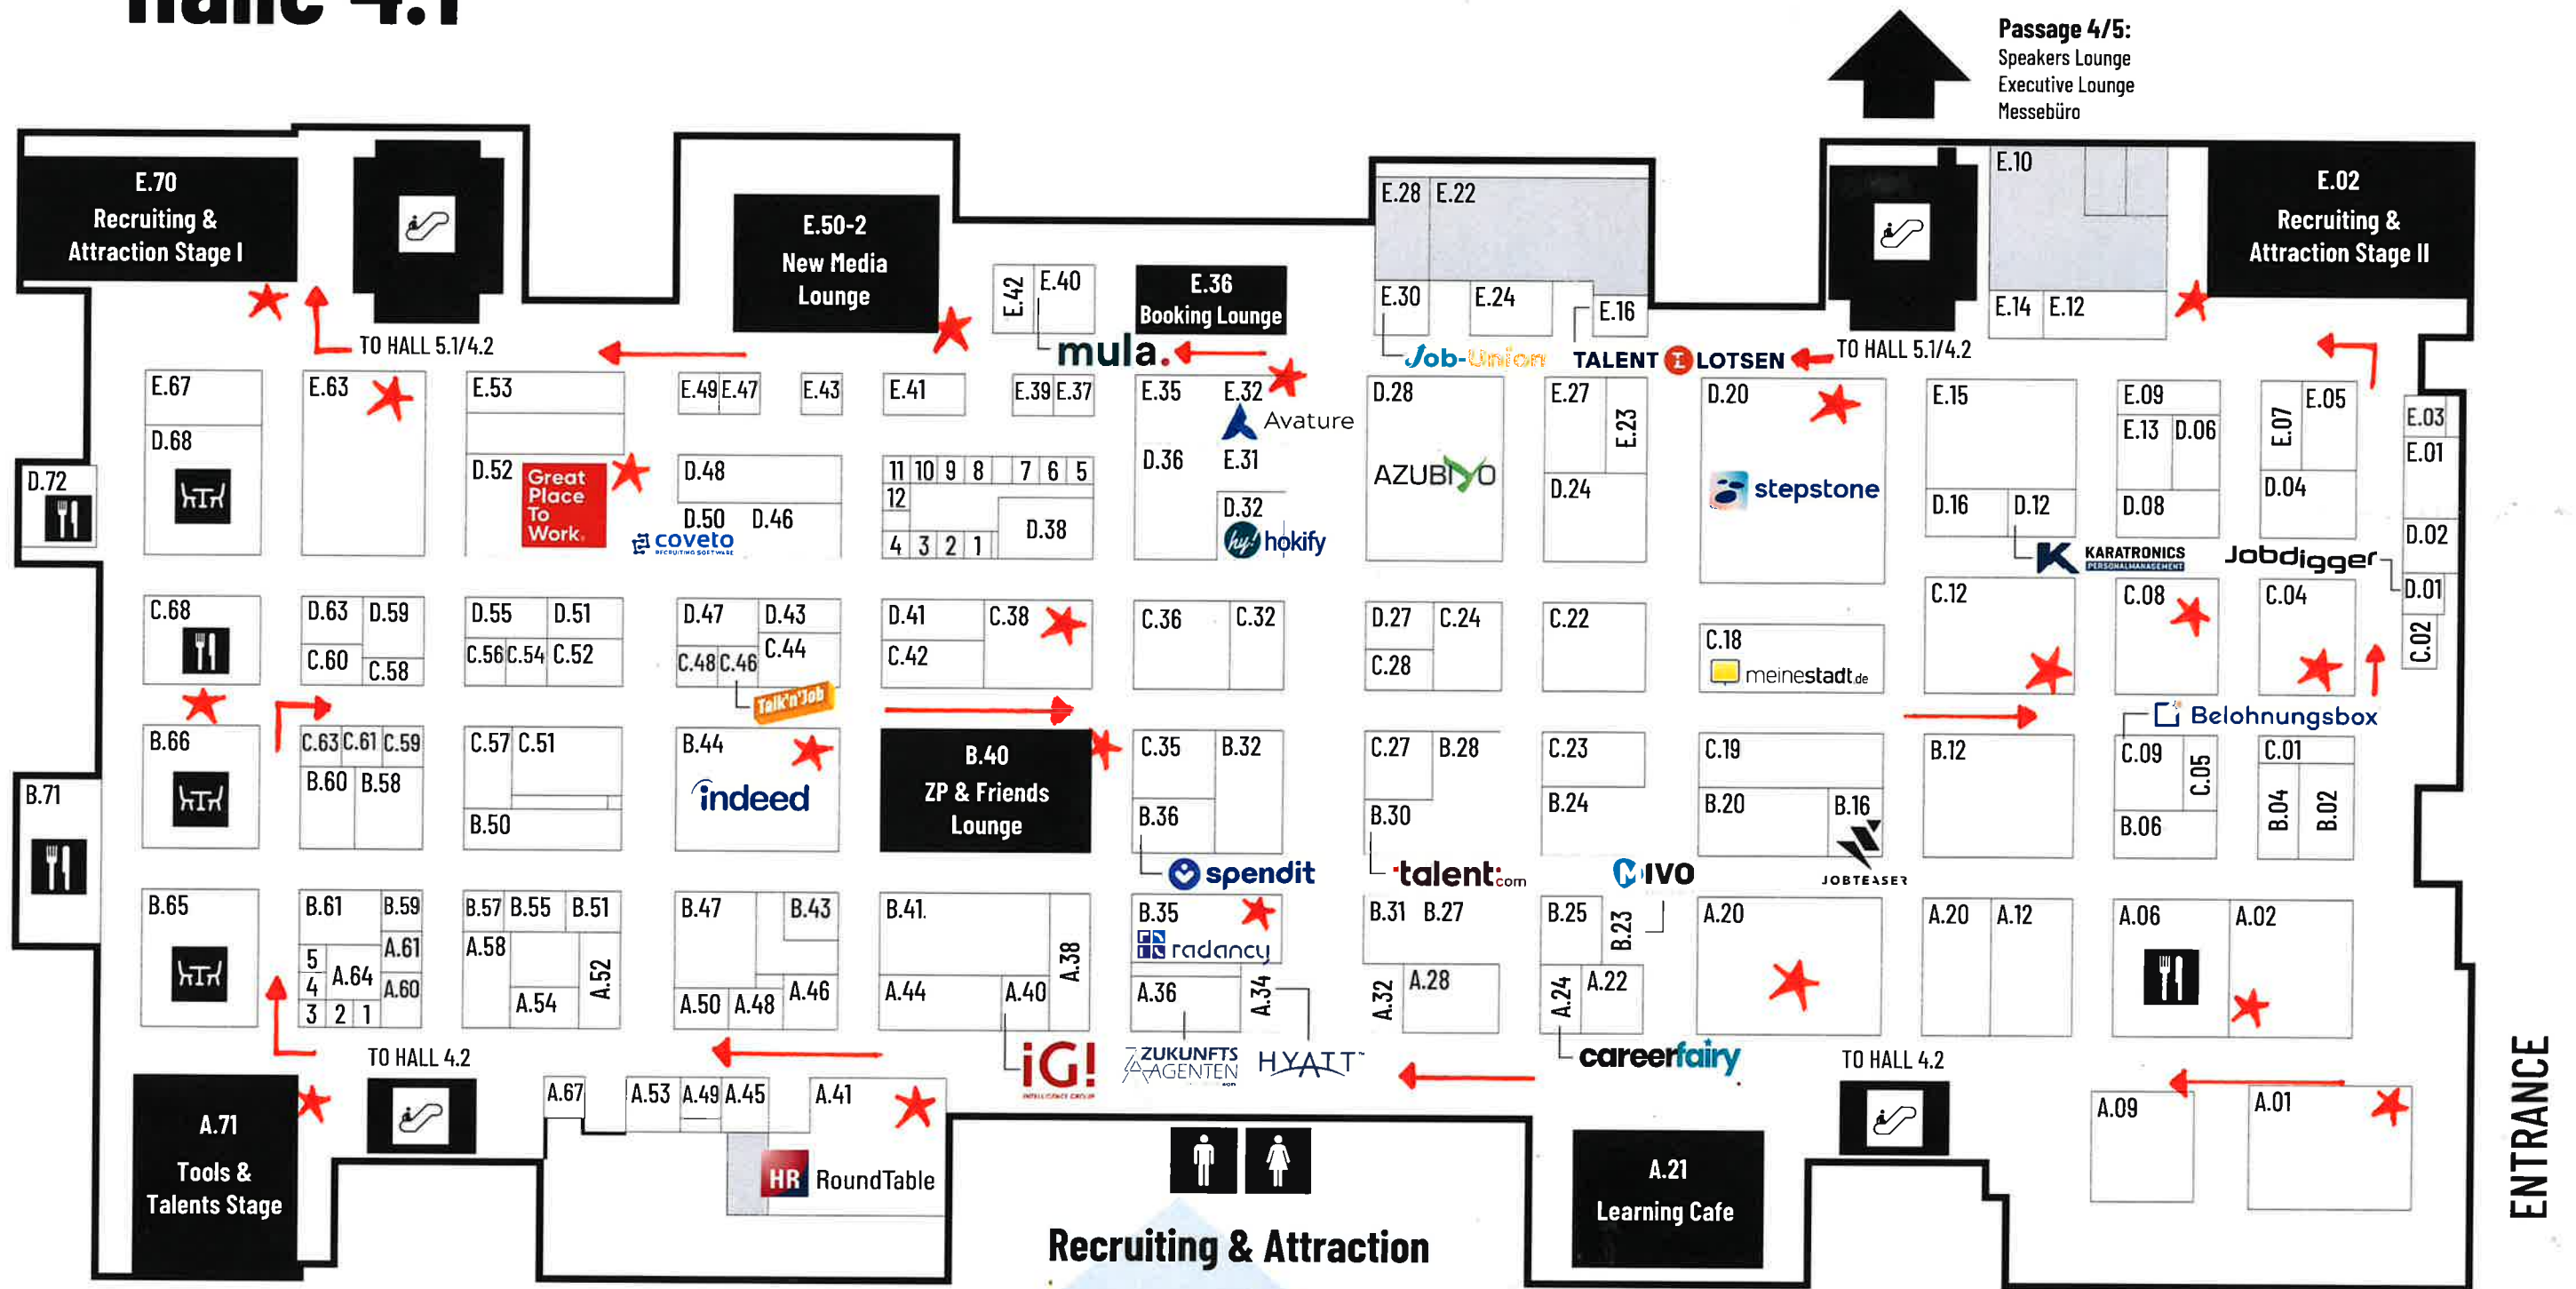 Halle 4.1
Passage 4/5:
Speakers Lounge
Executive Lounge
Messebüro
E.70
Recruiting &
Attraction Stage I
E.50-2
New Media
Lounge
E.42
E.40
E.36
Booking Lounge
E.28
E.22
E.30
E.24
E.16
E.10
E.14
E.12
E.02
Recruiting &
Attraction Stage II
TO HALL 5.1/4.2
mula.
Job-Union
TALENT LOTSEN
TO HALL 5.1/4.2
E.67
E.63
E.53
E.49
E.47
E.43
E.41
E.39
E.37
E.35
E.32
Avature
D.28
E.27
E.23
D.20
E.15
E.09
E.13
D.06
E.07
E.05
E.03
E.01
D.72
D.68
D.52
Great
Place
To
Work.
D.48
D.50
D.46
coveto
RECRUITING SOFTWARE
11 10 9 8 7 6 5
12
4 3 2 1
D.38
D.36
E.31
D.32
hy! hokify
AZUBIYO
D.24
stepstone
D.16
D.12
D.08
D.04
D.02
KARATRONICS
PERSONALMANAGEMENT
Jobdigger
D.01
C.02
C.68
D.63
D.59
C.60
C.58
D.55
D.51
C.56
C.54
C.52
D.47
D.43
C.48
C.46
C.44
Talk'n'Job
D.41
C.38
C.42
C.36
C.32
D.27
C.24
C.28
C.22
C.18
meinestadt.de
C.12
C.08
C.04
Belohnungsbox
B.71
B.66
C.63
C.61
C.59
B.60
B.58
C.57
C.51
B.50
B.44
indeed
B.40
ZP & Friends
Lounge
C.35
B.32
B.36
spendit
C.27
B.28
B.30
talent.com
C.23
B.24
MIVO
C.19
B.20
B.16
JOBTEASER
B.12
C.09
C.05
B.06
C.01
B.04
B.02
B.65
B.61
B.59
5
4
A.64
A.61
A.60
3 2 1
B.57
B.55
B.51
A.58
A.54
A.52
B.47
B.43
A.50
A.48
A.46
B.41
A.38
A.44
A.40
iG!
INTELLIGENCE GROUP
B.35
radancy
A.36
A.34
ZUKUNFTS
AGENTEN
HYATT
B.31
B.27
A.32
A.28
B.25
B.23
A.24
A.22
careerfairy
A.20
A.20
A.12
A.06
A.02
TO HALL 4.2
TO HALL 4.2
A.71
Tools &
Talents Stage
A.67
A.53
A.49
A.45
A.41
HR RoundTable
Recruiting & Attraction
A.21
Learning Cafe
A.09
A.01
ENTRANCE